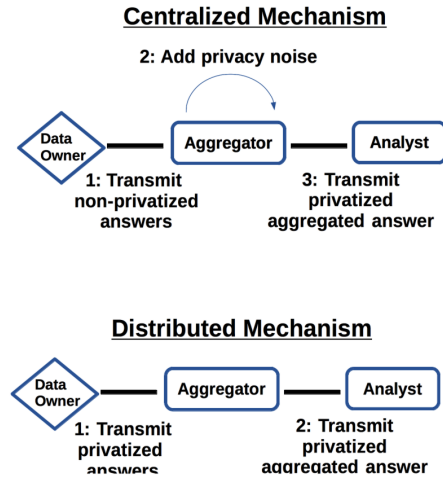 Centralized Mechanism
2: Add privacy noise
Data
Owner
Aggregator
Analyst
1: Transmit
non-privatized
answers
3: Transmit
privatized
aggregated answer
Distributed Mechanism
Data
Owner
Aggregator
Analyst
1: Transmit
privatized
answers
2: Transmit
privatized
aggregated answer